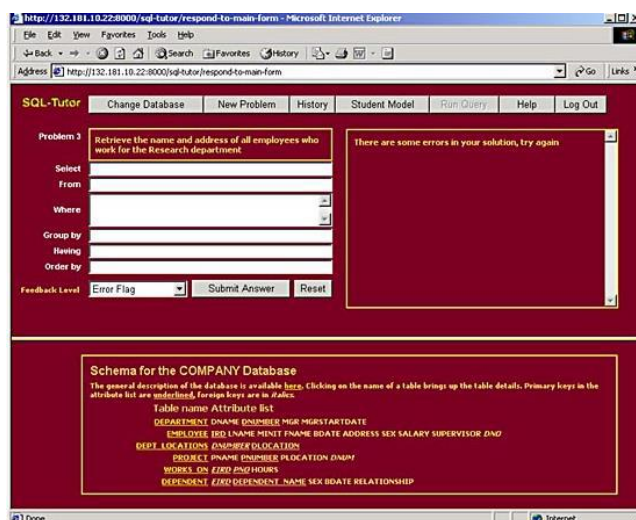 http://132.181.10.22:8000/sql-tutor/respond-to-main-form - Microsoft Internet Explorer
File Edit View Favorites Tools Help
Back Search Favorites History
Address http://132.181.10.22:8000/sql-tutor/respond-to-main-form Go Links
SQL-Tutor Change Database New Problem History Student Model Run Query Help Log Out
Problem 3 Retrieve the name and address of all employees who
work for the Research department
There are some errors in your solution, try again
Select
From
Where
Group by
Having
Order by
Feedback Level Error Flag Submit Answer Reset
Schema for the COMPANY Database
The general description of the database is available here. Clicking on the name of a table brings up the table details. Primary keys in the
attribute list are underlined, foreign keys are in italics.
Table name Attribute list
DEPARTMENT DNAME DNUMBER MGR MGRSTARTDATE
EMPLOYEE IRD LNAME MINIT FNAME BDATE ADDRESS SEX SALARY SUPERVISOR DNO
DEPT_LOCATIONS DNUMBER DLOCATION
PROJECT PNAME PNUMBER PLOCATION DNUM
WORKS_ON EIRD PNO HOURS
DEPENDENT EIRD DEPENDENT_NAME SEX BDATE RELATIONSHIP
Done Internet